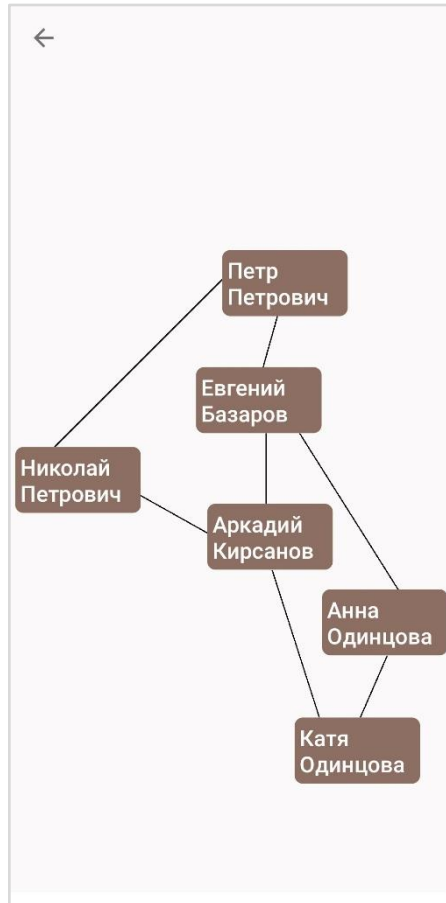 Петр
Петрович
Евгений
Базаров
Николай
Петрович
Аркадий
Кирсанов
Анна
Одинцова
Катя
Одинцова